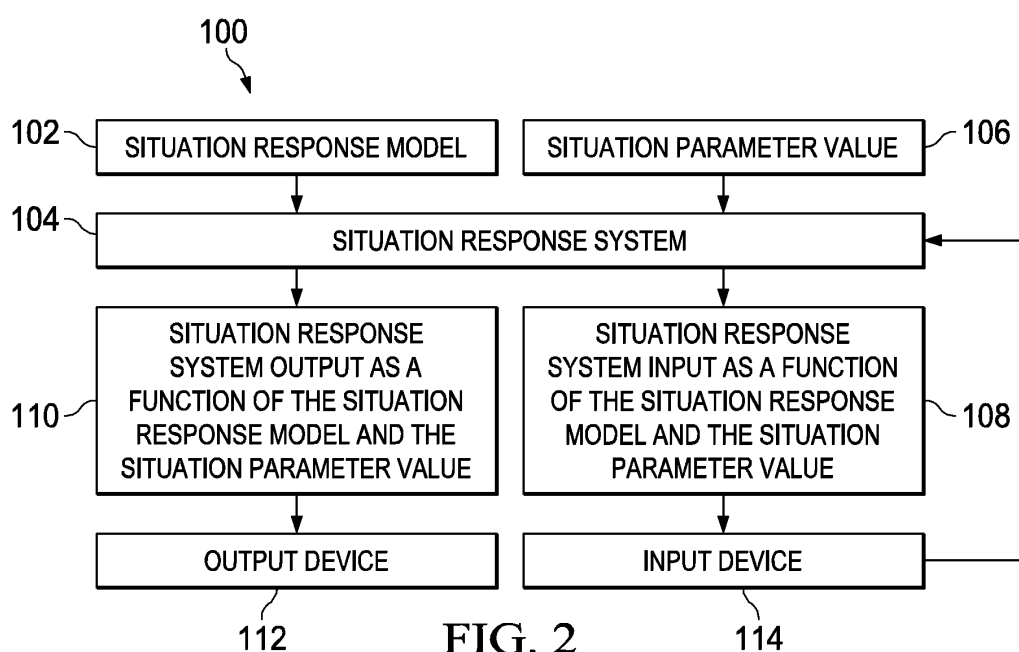 100
102
SITUATION RESPONSE MODEL
SITUATION PARAMETER VALUE
106
104
SITUATION RESPONSE SYSTEM
110
SITUATION RESPONSE
SYSTEM OUTPUT AS A
FUNCTION OF THE SITUATION
RESPONSE MODEL AND THE
SITUATION PARAMETER VALUE
SITUATION RESPONSE
SYSTEM INPUT AS A FUNCTION
OF THE SITUATION RESPONSE
MODEL AND THE SITUATION
PARAMETER VALUE
108
OUTPUT DEVICE
INPUT DEVICE
112
FIG. 2
114